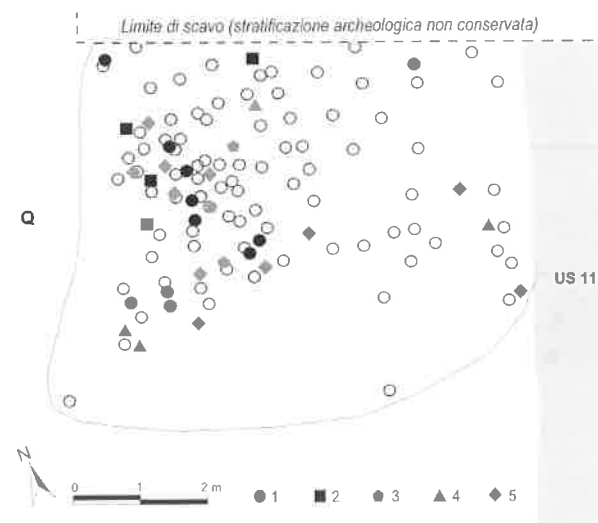 Limite di scavo (stratificazione archeologica non conservata)
Q
US 11
N
0 1 2 m
1 2 3 4 5